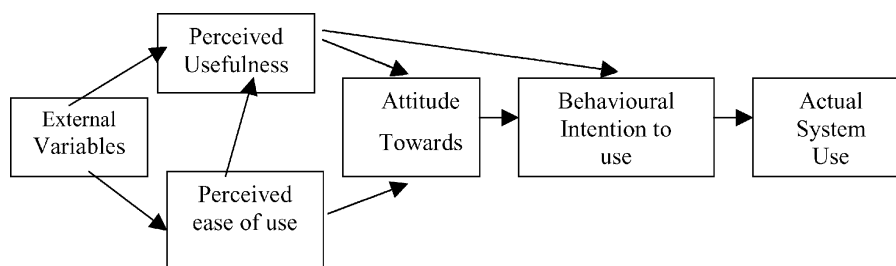 Perceived
Usefulness
External
Variables
Perceived
ease of use
Attitude
Towards
Behavioural
Intention to
use
Actual
System
Use